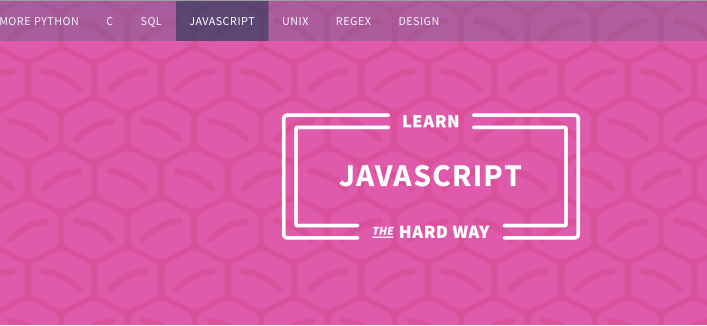 MORE PYTHON C SQL JAVASCRIPT UNIX REGEX DESIGN
LEARN
JAVASCRIPT
THE HARD WAY